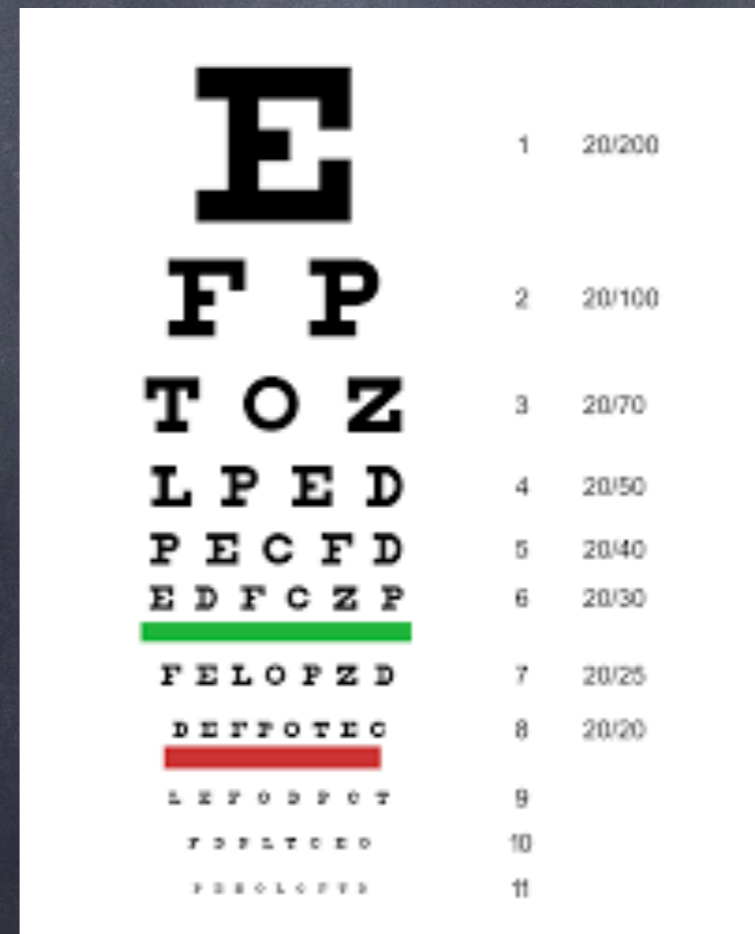 E 1 20/200
F P 2 20/100
T O Z 3 20/70
L P E D 4 20/50
P E C F D 5 20/40
E D F C Z P 6 20/30
F E L O P Z D 7 20/25
D E F P O T E C 8 20/20
9
10
11